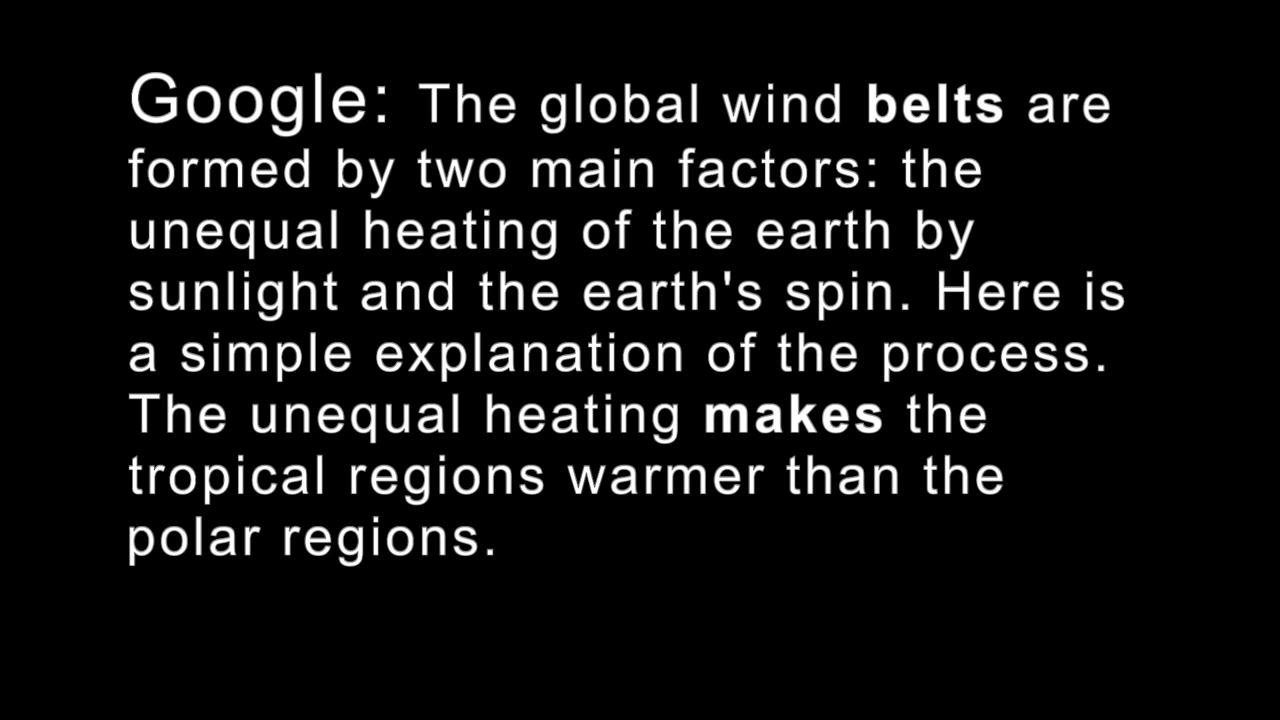 Google: The global wind belts are
formed by two main factors: the
unequal heating of the earth by
sunlight and the earth's spin. Here is
a simple explanation of the process.
The unequal heating makes the
tropical regions warmer than the
polar regions.